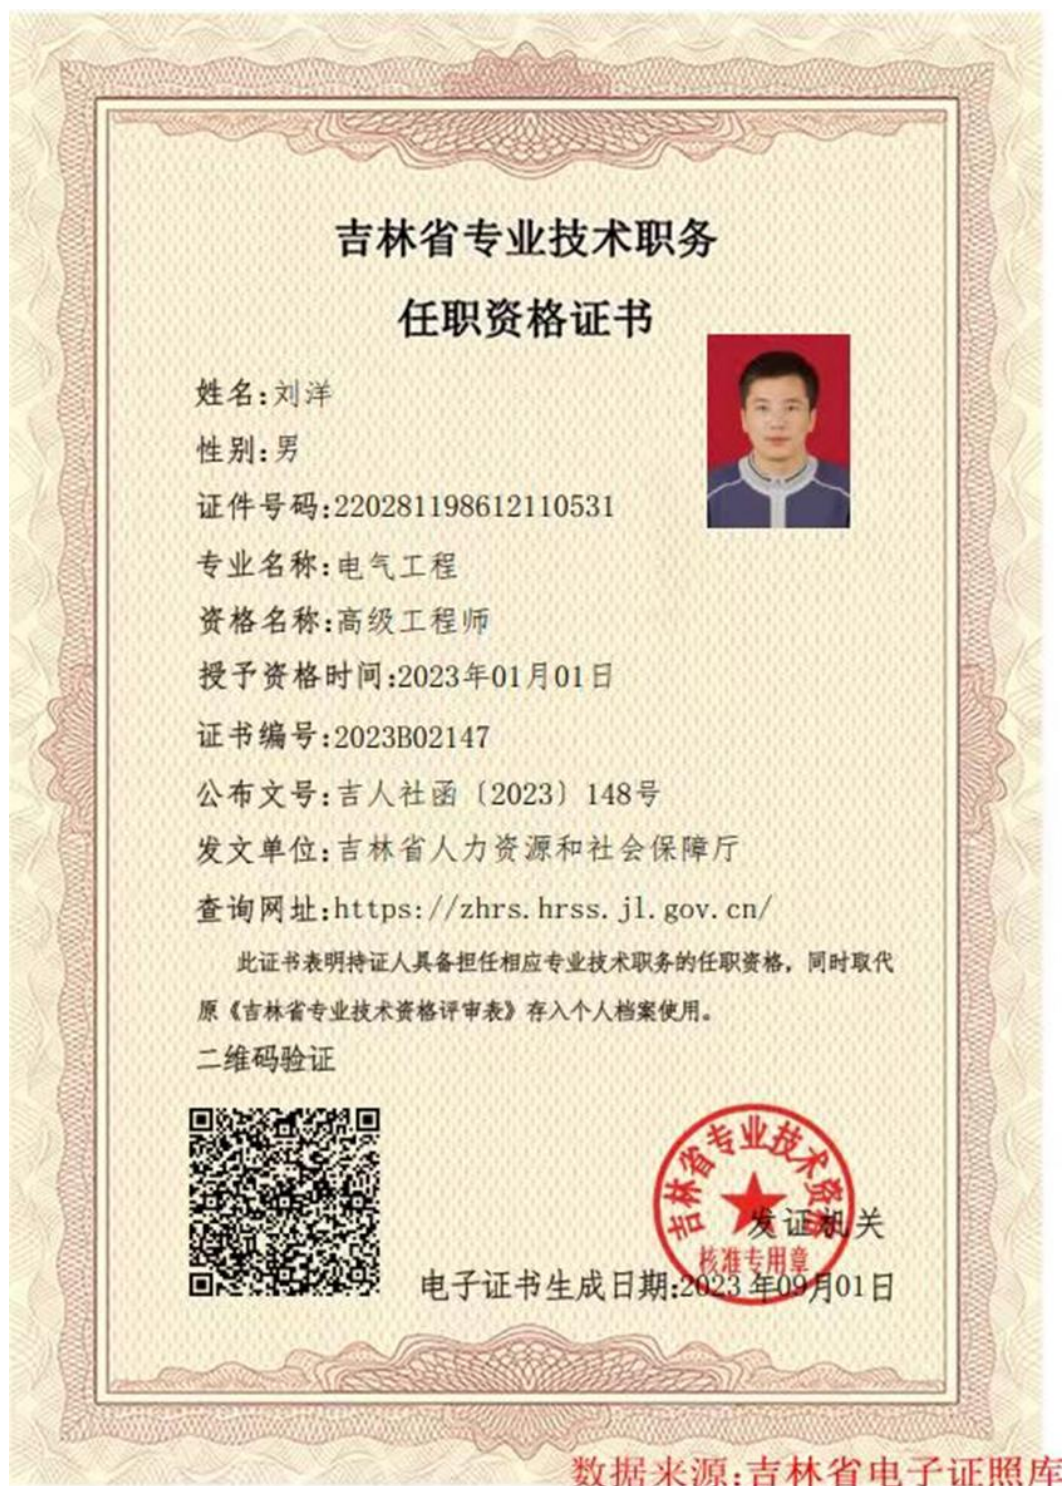 吉林省专业技术职务
任职资格证书
姓名:刘洋
性别:男
证件号码:220281198612110531
专业名称:电气工程
资格名称:高级工程师
授予资格时间:2023年01月01日
证书编号:2023B02147
公布文号:吉人社函〔2023〕148号
发文单位:吉林省人力资源和社会保障厅
查询网址:https://zhrs.hrss.jl.gov.cn/
此证书表明持证人具备担任相应专业技术职务的任职资格，同时取代
原《吉林省专业技术资格评审表》存入个人档案使用。
二维码验证
吉林省专业技术资格
核准专用章
发证机关
电子证书生成日期:2023年09月01日
数据来源:吉林省电子证照库